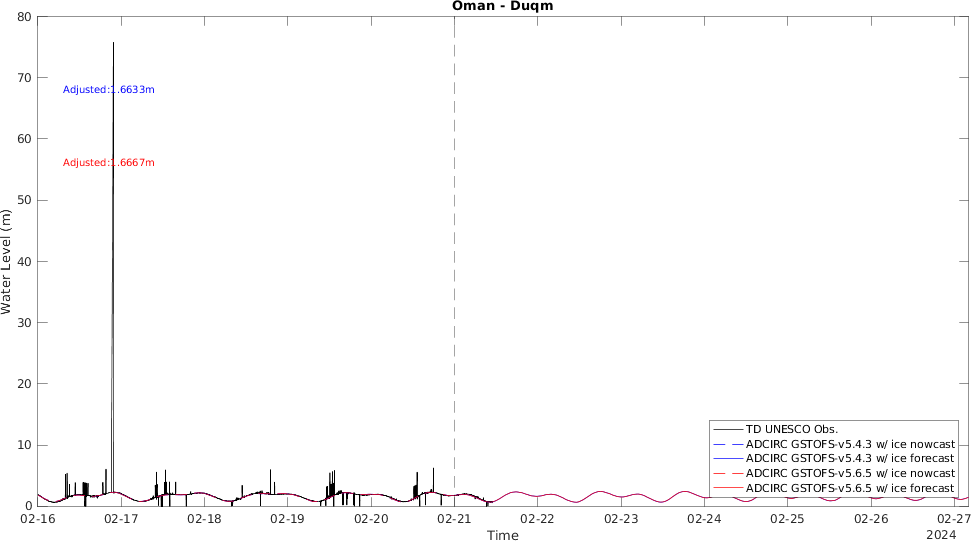 Oman - Duqm
80
70
60
50
40
30
20
10
0
Water Level (m)
Adjusted:1.6633m
Adjusted:1.6667m
TD UNESCO Obs.
ADCIRC GSTOFS-v5.4.3 w/ ice nowcast
ADCIRC GSTOFS-v5.4.3 w/ ice forecast
ADCIRC GSTOFS-v5.6.5 w/ ice nowcast
ADCIRC GSTOFS-v5.6.5 w/ ice forecast
02-16 02-17 02-18 02-19 02-20 02-21 02-22 02-23 02-24 02-25 02-26 02-27
Time
2024